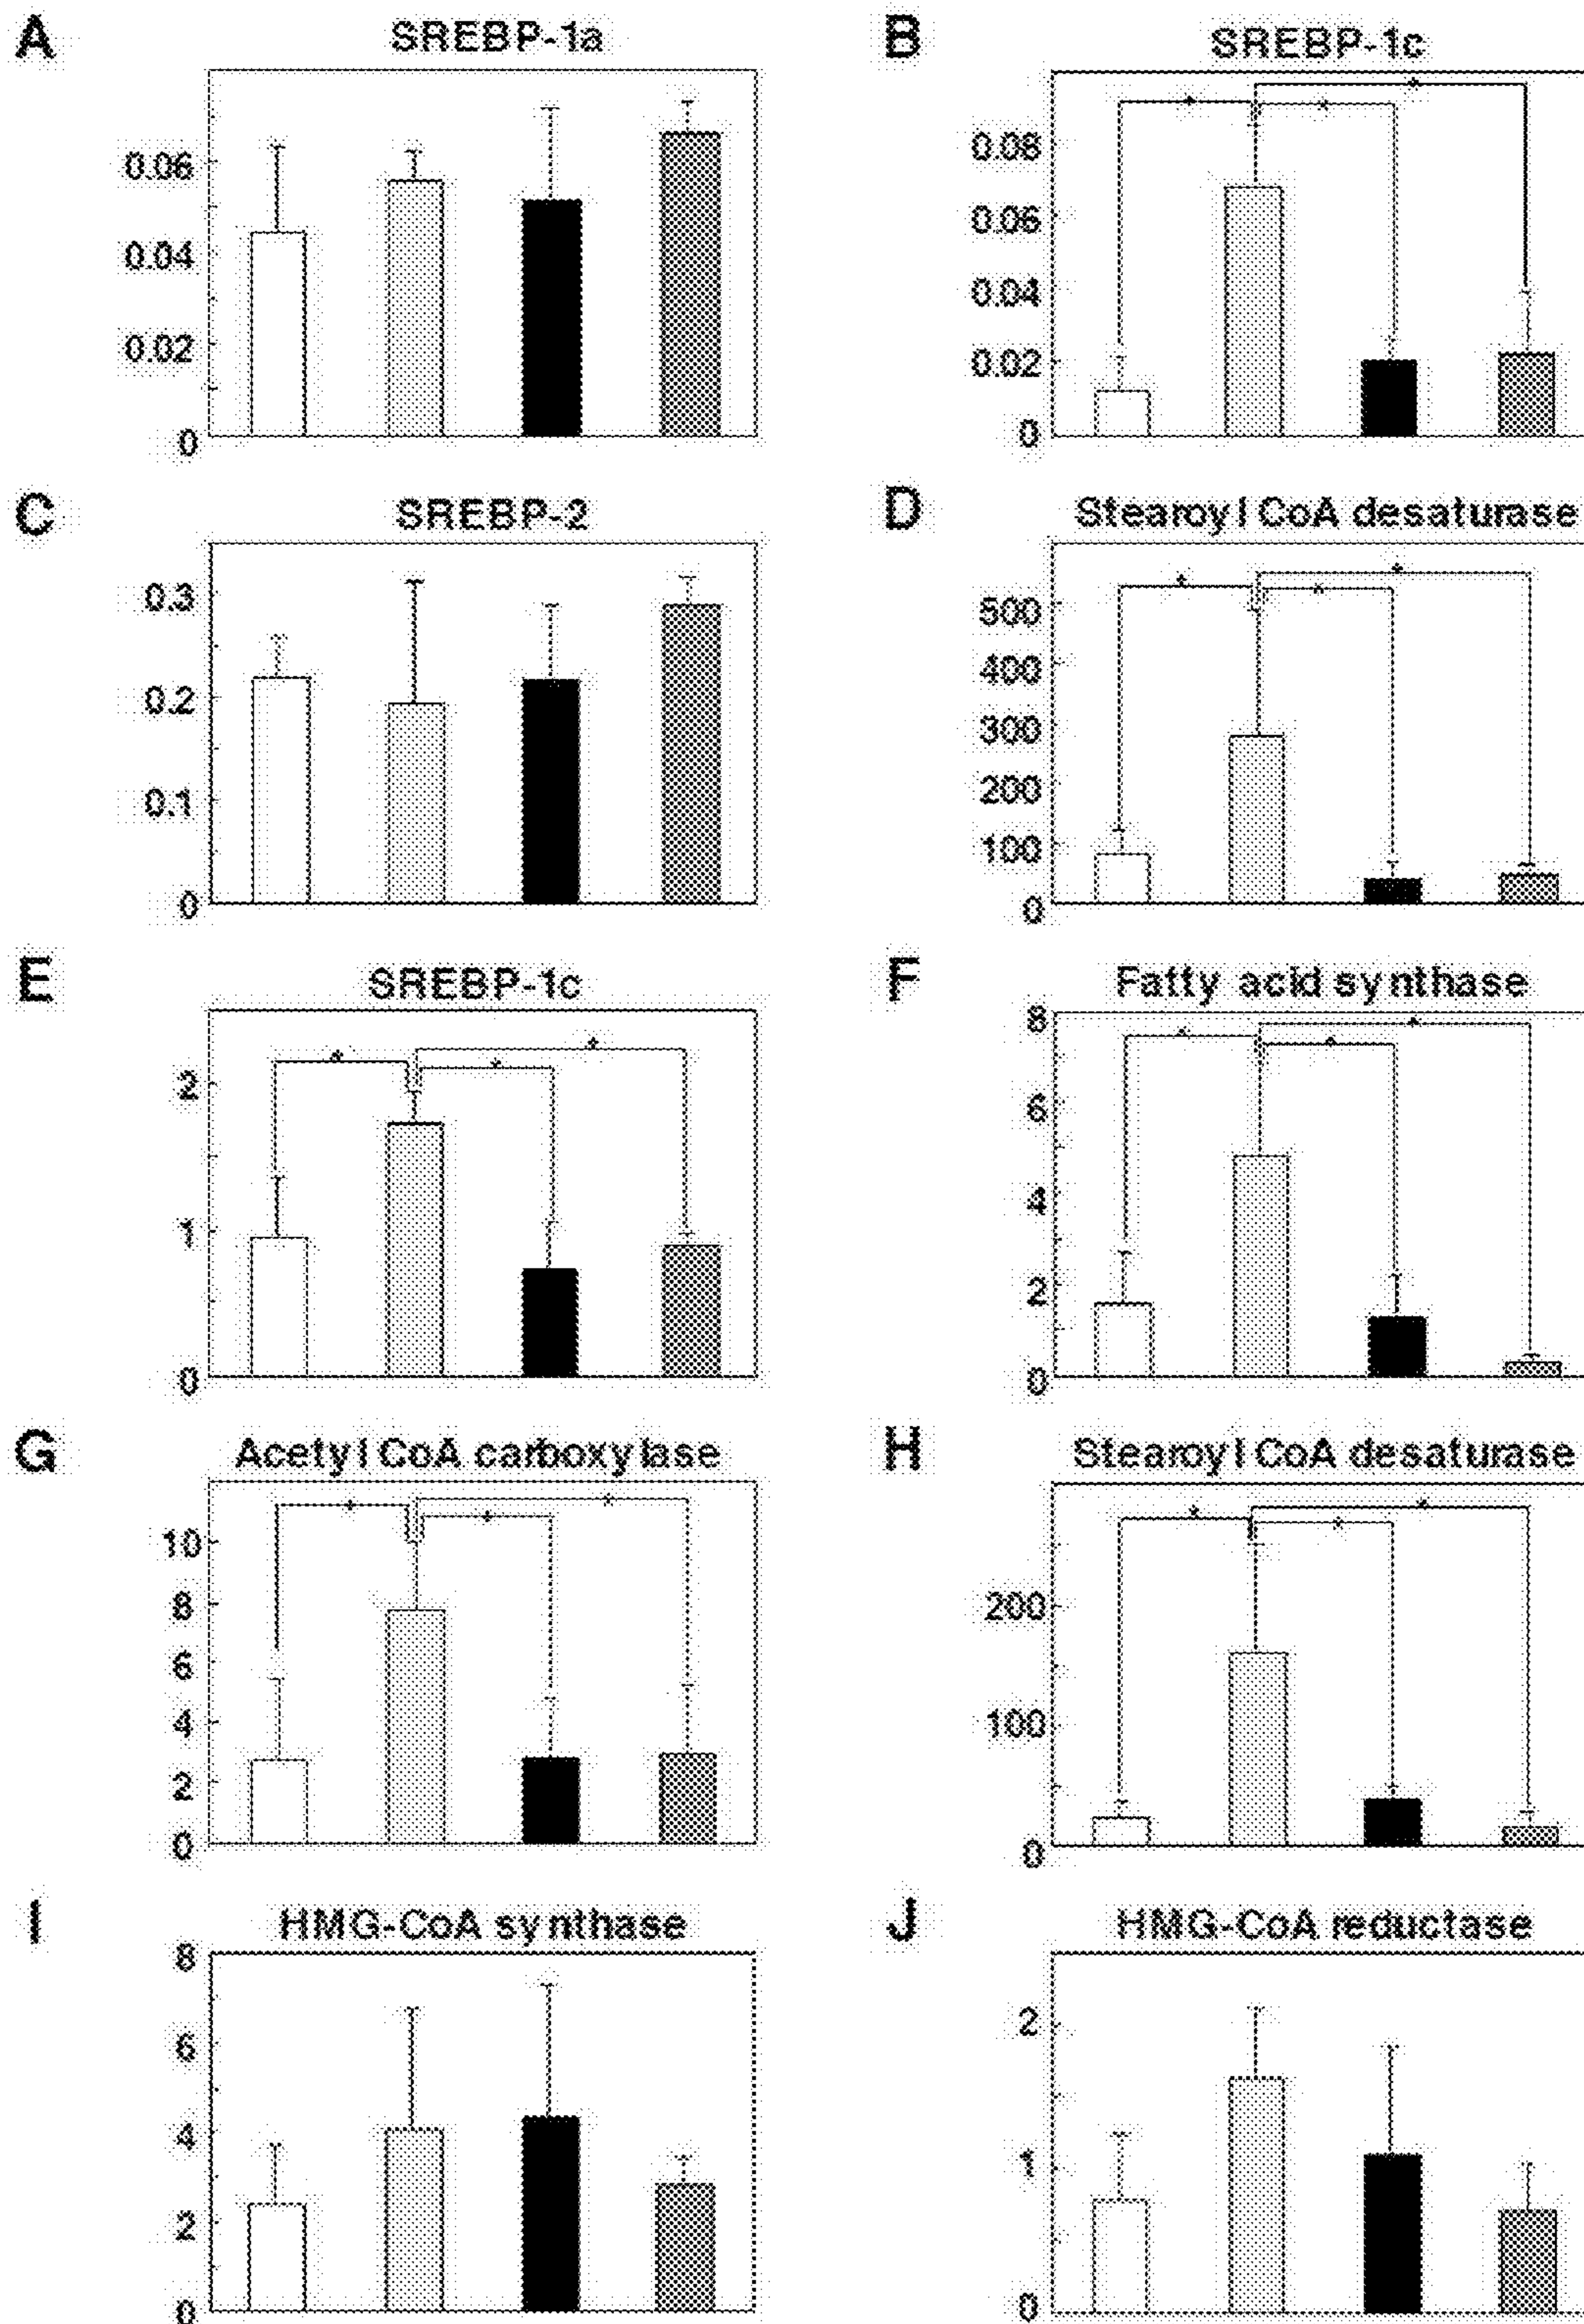 A
SREBP-1a
0.06
0.04
0.02
0
B
SREBP-1c
0.08
0.06
0.04
0.02
0
C
SREBP-2
0.3
0.2
0.1
0
D
Stearoyl CoA desaturase
500
400
300
200
100
0
E
SREBP-1c
2
1
0
F
Fatty acid synthase
8
6
4
2
0
G
Acetyl CoA carboxylase
10
8
6
4
2
0
H
Stearoyl CoA desaturase
200
100
0
I
HMG-CoA synthase
8
6
4
2
0
J
HMG-CoA reductase
2
1
0